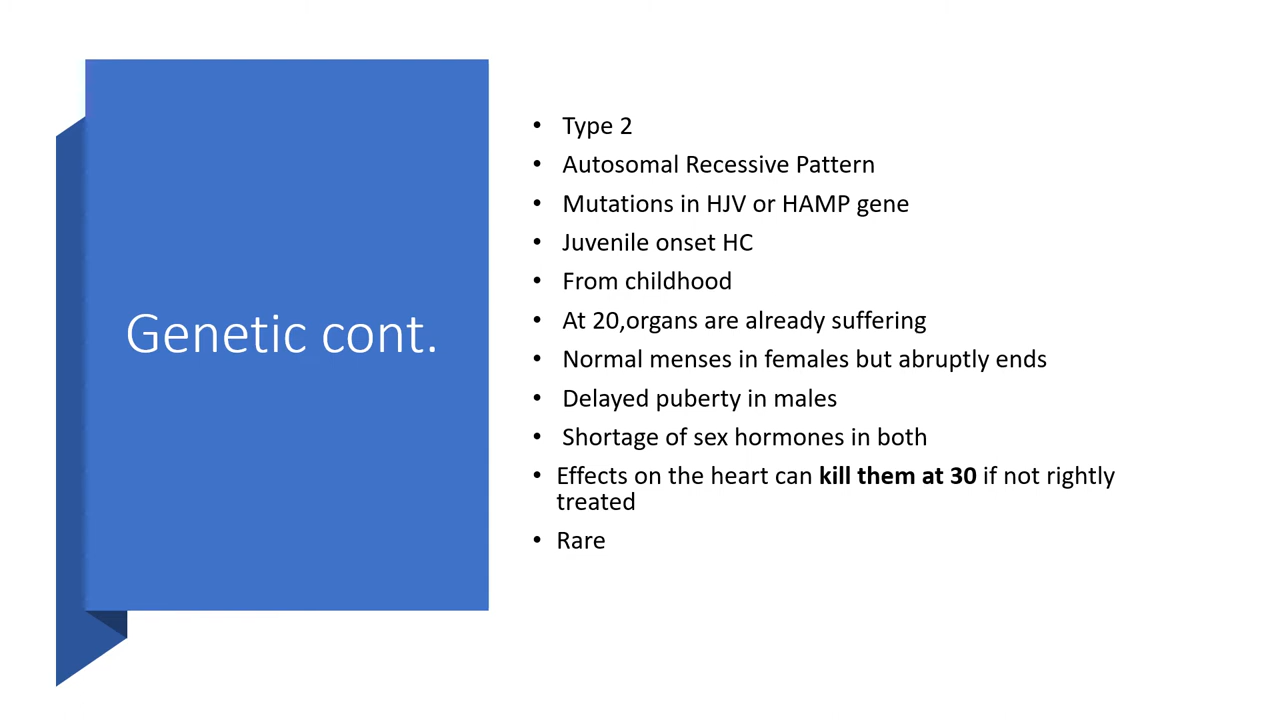 Genetic cont.
• Type 2
• Autosomal Recessive Pattern
• Mutations in HJV or HAMP gene
• Juvenile onset HC
• From childhood
• At 20,organs are already suffering
• Normal menses in females but abruptly ends
• Delayed puberty in males
• Shortage of sex hormones in both
• Effects on the heart can kill them at 30 if not rightly
treated
• Rare